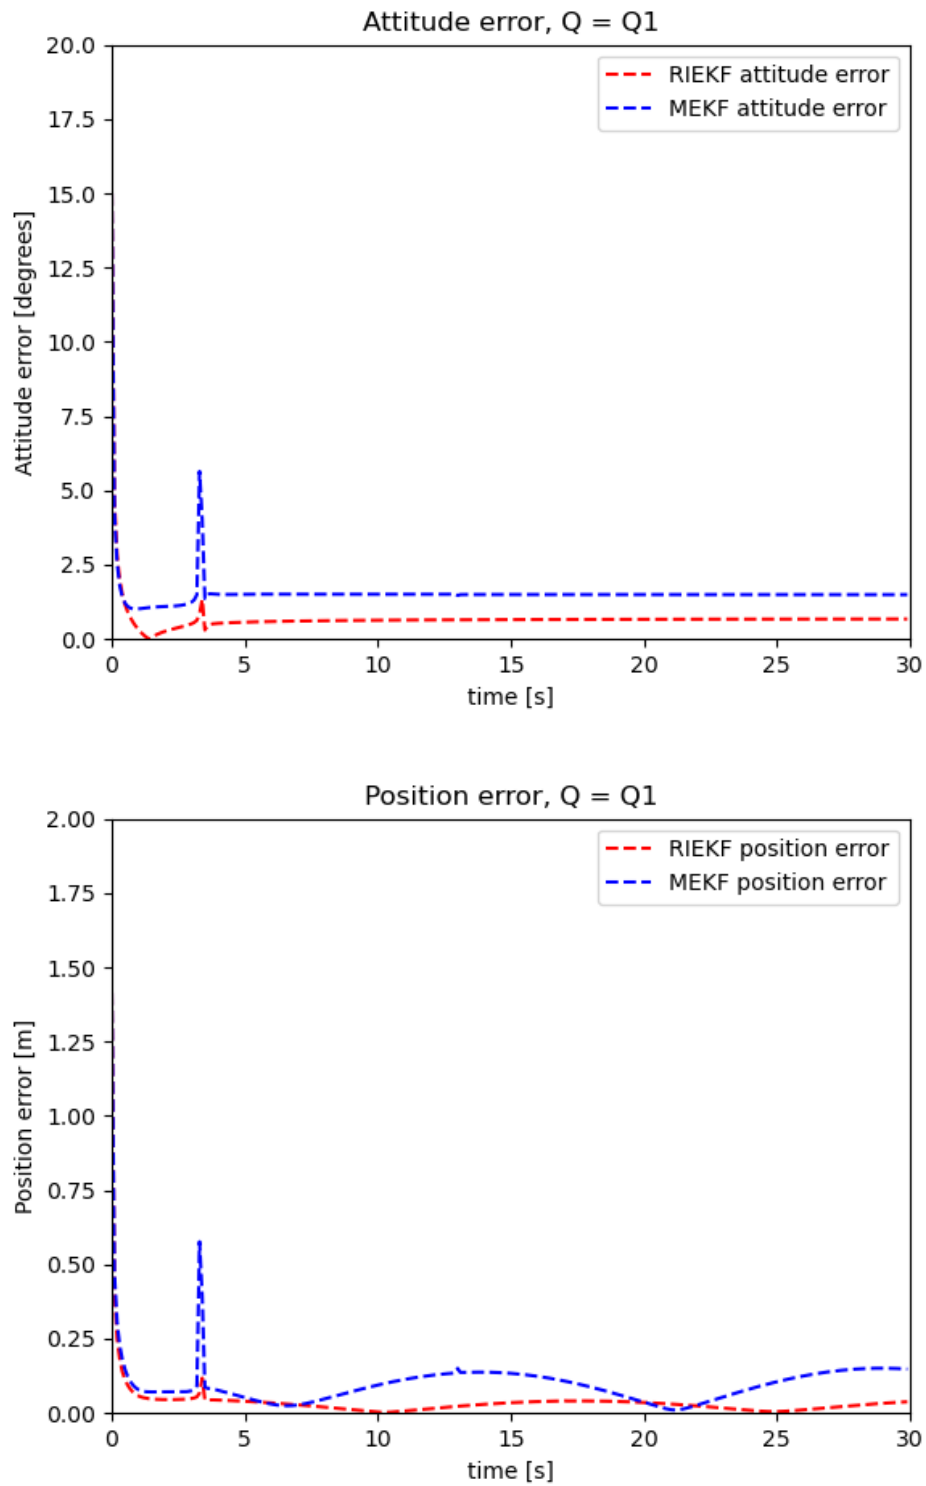 Attitude error, Q = Q1
20.0
17.5
15.0
12.5
10.0
7.5
5.0
2.5
0.0
Attitude error [degrees]
RIEKF attitude error
MEKF attitude error
0 5 10 15 20 25 30
time [s]
Position error, Q = Q1
2.00
1.75
1.50
1.25
1.00
0.75
0.50
0.25
0.00
Position error [m]
RIEKF position error
MEKF position error
0 5 10 15 20 25 30
time [s]